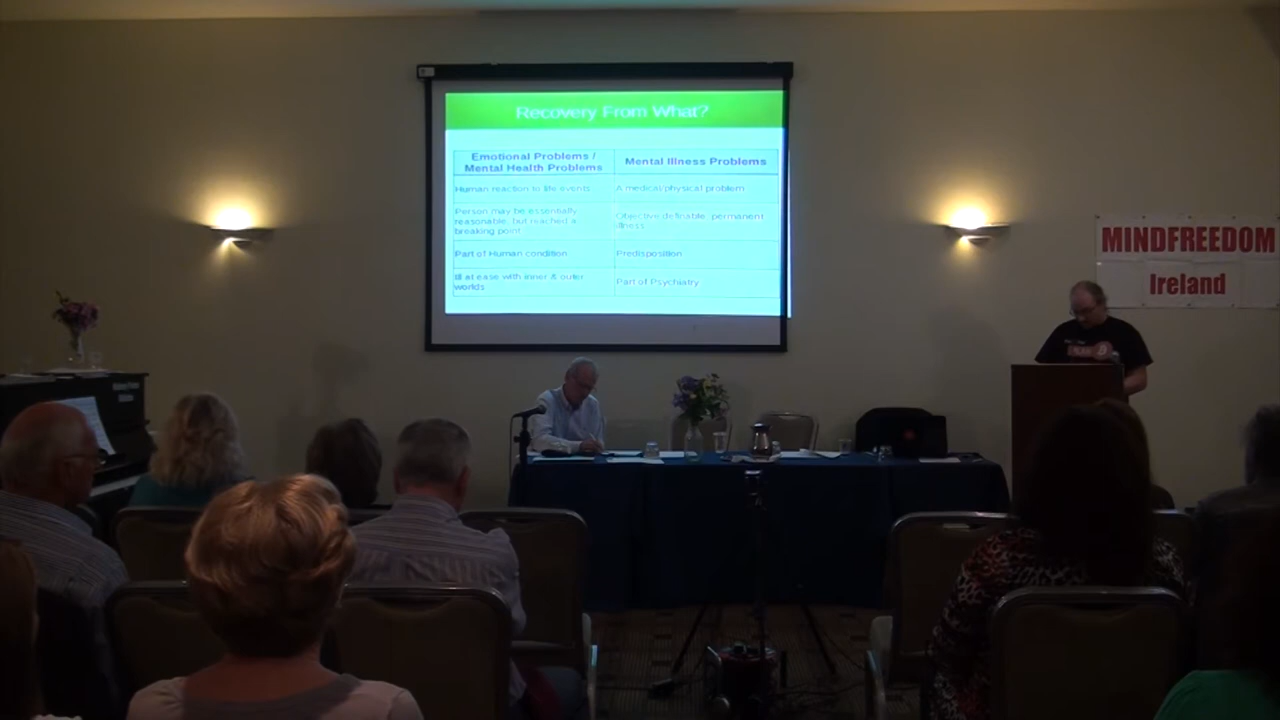 Recovery From What?
Emotional Problems /
Mental Health Problems
Mental Illness Problems
Human reaction to life events
A medical/physical problem
Person may be essentially
reasonable, but reached a
breaking point
Objective definable, permanent
illness
Part of Human condition
Predisposition
Ill at ease with inner & outer
worlds
Part of Psychiatry
MINDFREEDOM
Ireland